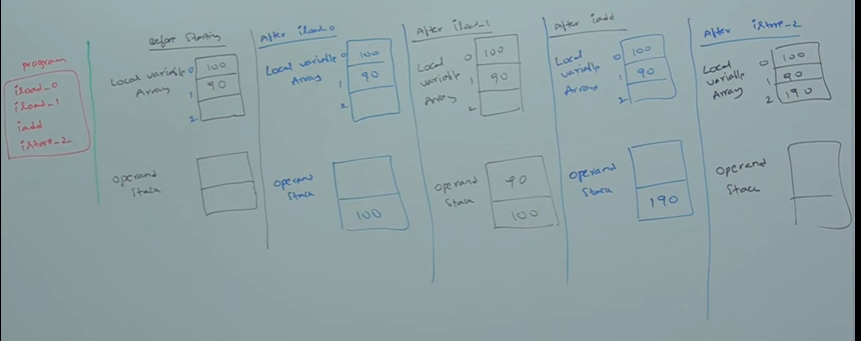 program
iload_0
iload_1
iadd
istore_2
Before Starting
Local variable
Array
0 100
1 90
2
Operand
Stack
After iload_0
Local variable
Array
0 100
1 90
2
Operand
Stack
100
After iload_1
Local
variable
Array
0 100
1 90
2
Operand
Stack
90
100
After iadd
Local
variable
Array
0 100
1 90
2
Operand
Stack
190
After istore_2
Local
variable
Array
0 100
1 90
2 190
Operand
Stack